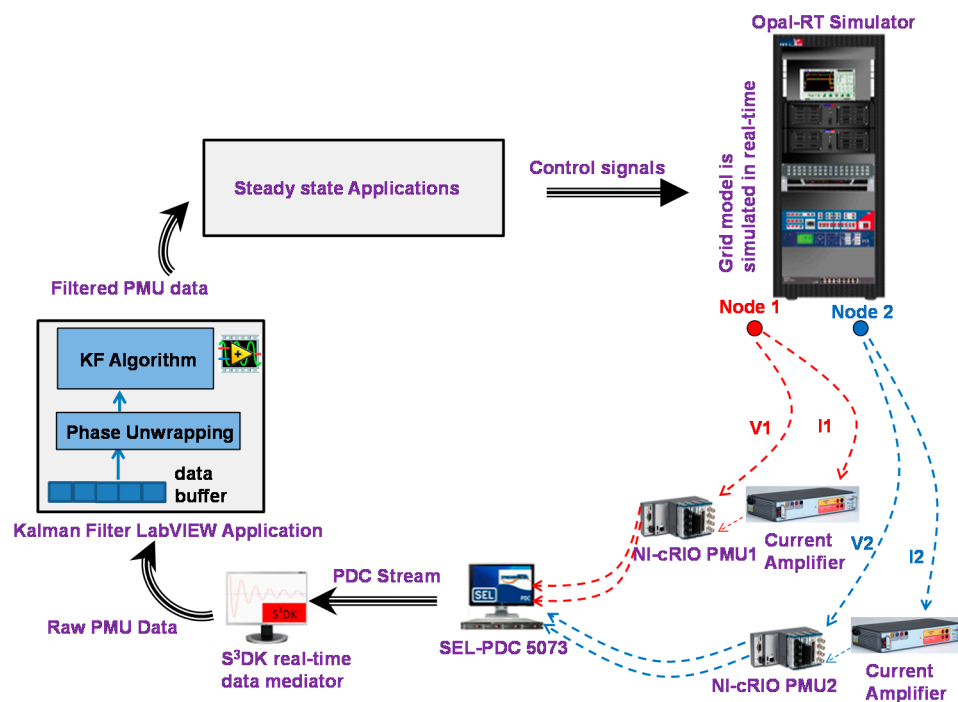 Opal-RT Simulator
Grid model is
simulated in real-time
Steady state Applications
Control signals
Filtered PMU data
Node 1
Node 2
KF Algorithm
Phase Unwrapping
data
buffer
Kalman Filter LabVIEW Application
V1
I1
V2
I2
NI-cRIO PMU1
Current
Amplifier
PDC Stream
SEL
PDC
SEL-PDC 5073
Raw PMU Data
S³DK
S³DK real-time
data mediator
NI-cRIO PMU2
Current
Amplifier